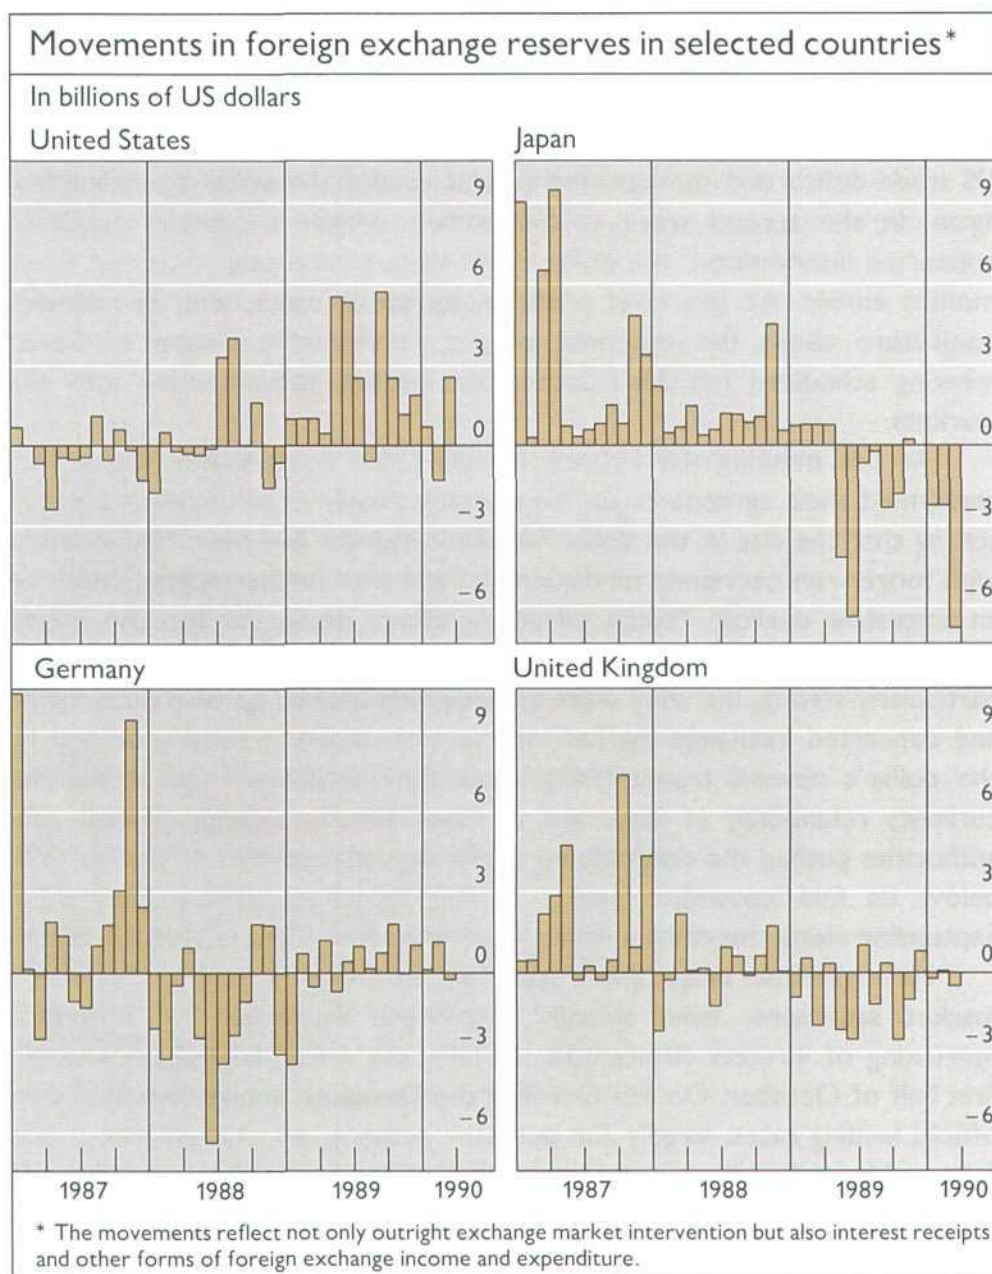 Movements in foreign exchange reserves in selected countries*
In billions of US dollars
United States
Japan
9
6
3
0
−3
−6
9
6
3
0
−3
−6
Germany
United Kingdom
9
6
3
0
−3
−6
9
6
3
0
−3
−6
1987 1988 1989 1990
1987 1988 1989 1990
* The movements reflect not only outright exchange market intervention but also interest receipts
and other forms of foreign exchange income and expenditure.